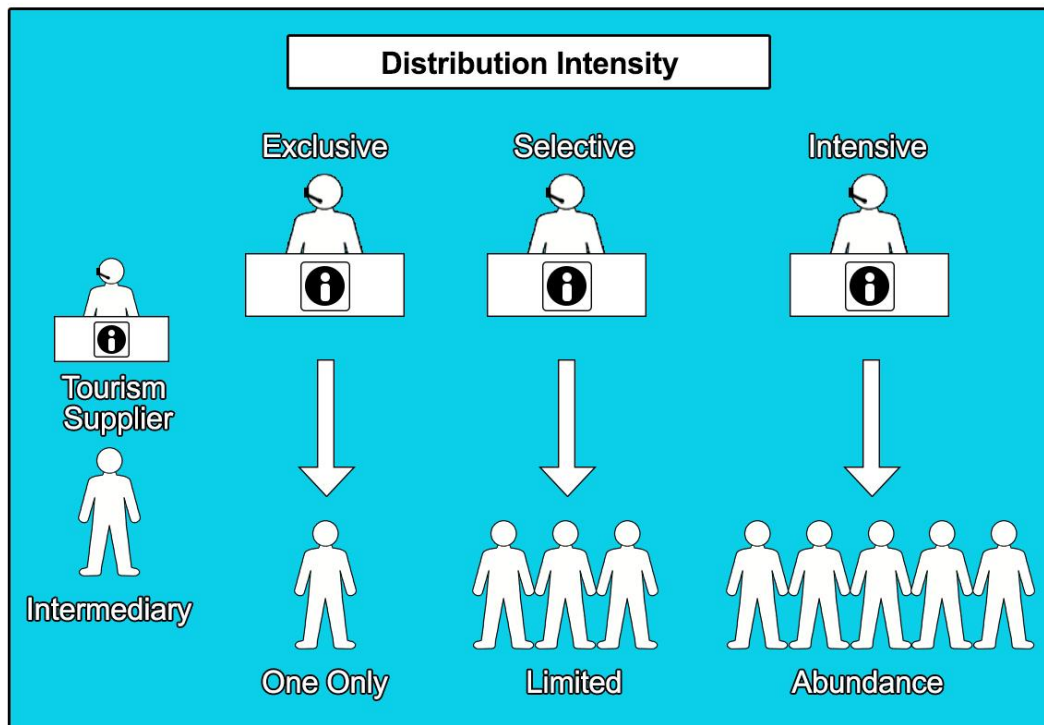 Distribution Intensity
Exclusive
Selective
Intensive
Tourism
Supplier
Intermediary
One Only
Limited
Abundance